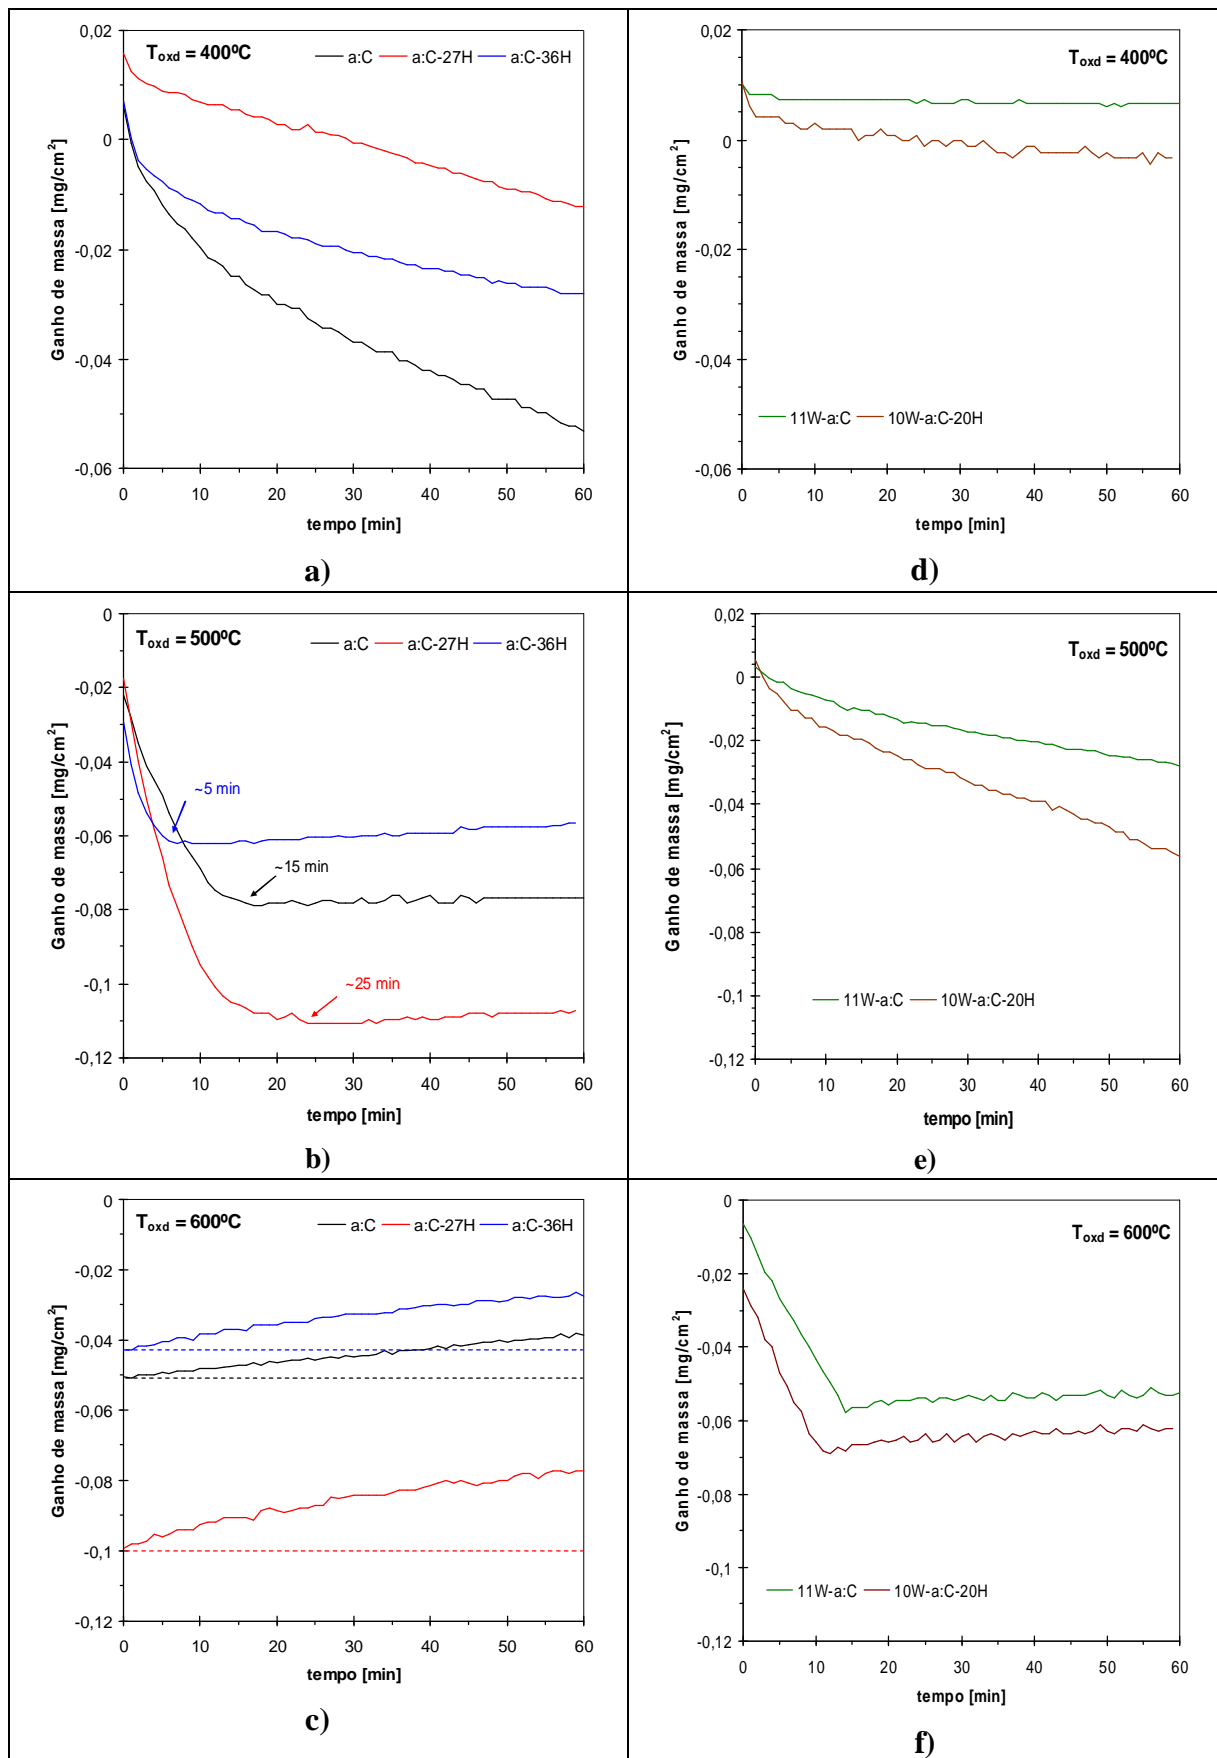 T_oxd = 400ºC
a:C a:C-27H a:C-36H
Ganho de massa [mg/cm²]
0,02
0
-0,02
-0,04
-0,06
0 10 20 30 40 50 60
tempo [min]
a)
T_oxd = 400ºC
Ganho de massa [mg/cm²]
0,02
0
-0,02
-0,04
-0,06
11W-a:C 10W-a:C-20H
0 10 20 30 40 50 60
tempo [min]
d)
T_oxd = 500ºC
a:C a:C-27H a:C-36H
Ganho de massa [mg/cm²]
0
-0,02
-0,04
-0,06
-0,08
-0,1
-0,12
~5 min
~15 min
~25 min
0 10 20 30 40 50 60
tempo [min]
b)
T_oxd = 500ºC
Ganho de massa [mg/cm²]
0,02
0
-0,02
-0,04
-0,06
-0,08
-0,1
-0,12
11W-a:C 10W-a:C-20H
0 10 20 30 40 50 60
tempo [min]
e)
T_oxd = 600ºC
a:C a:C-27H a:C-36H
Ganho de massa [mg/cm²]
0
-0,02
-0,04
-0,06
-0,08
-0,1
-0,12
0 10 20 30 40 50 60
tempo [min]
c)
T_oxd = 600ºC
Ganho de massa [mg/cm²]
0
-0,02
-0,04
-0,06
-0,08
-0,1
-0,12
11W-a:C 10W-a:C-20H
0 10 20 30 40 50 60
tempo [min]
f)